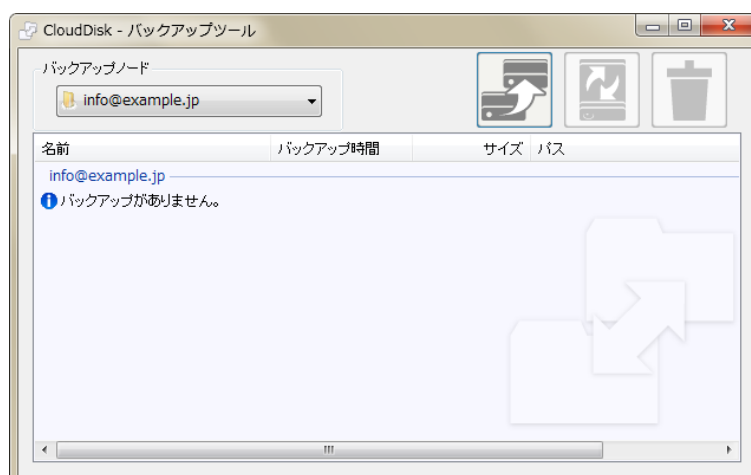 CloudDisk - バックアップツール
バックアップノード
info@example.jp
名前 バックアップ時間 サイズ パス
info@example.jp
バックアップがありません。